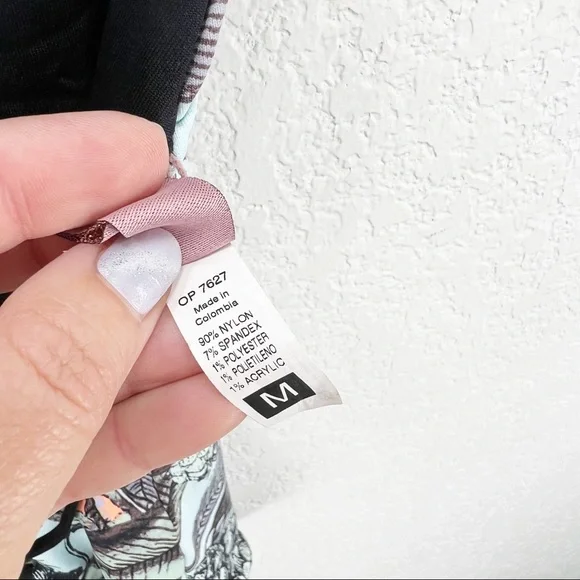 OP 7627
Made in
Colombia
90% NYLON
7% SPANDEX
1% POLYESTER
1% POLIETILENO
1% ACRYLIC
M